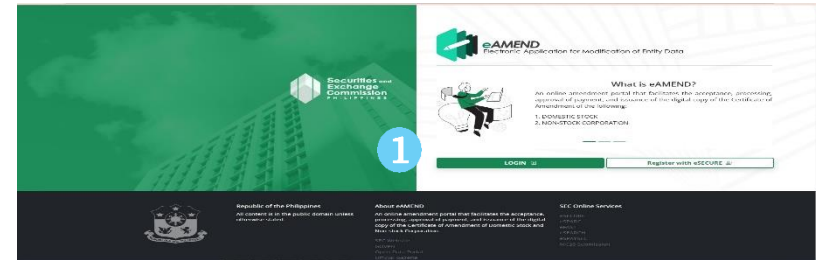 eAMEND
Electronic Application for Modification of Entity Data
Securities and
Exchange
Commission
PHILIPPINES
What is eAMEND?
An online amendment portal that facilitates the acceptance, processing,
approval of payment, and issuance of the digital copy of the Certificate of
Amendment of the following:
1. DOMESTIC STOCK
2. NON-STOCK CORPORATION
1
LOGIN
Register with eSECURE
Republic of the Philippines
All content is in the public domain unless
otherwise stated.
About eAMEND
An online amendment portal that facilitates the acceptance,
processing, approval of payment, and issuance of the digital
copy of the Certificate of Amendment of Domestic Stock and
Non-stock Corporation.
SEC Online Services